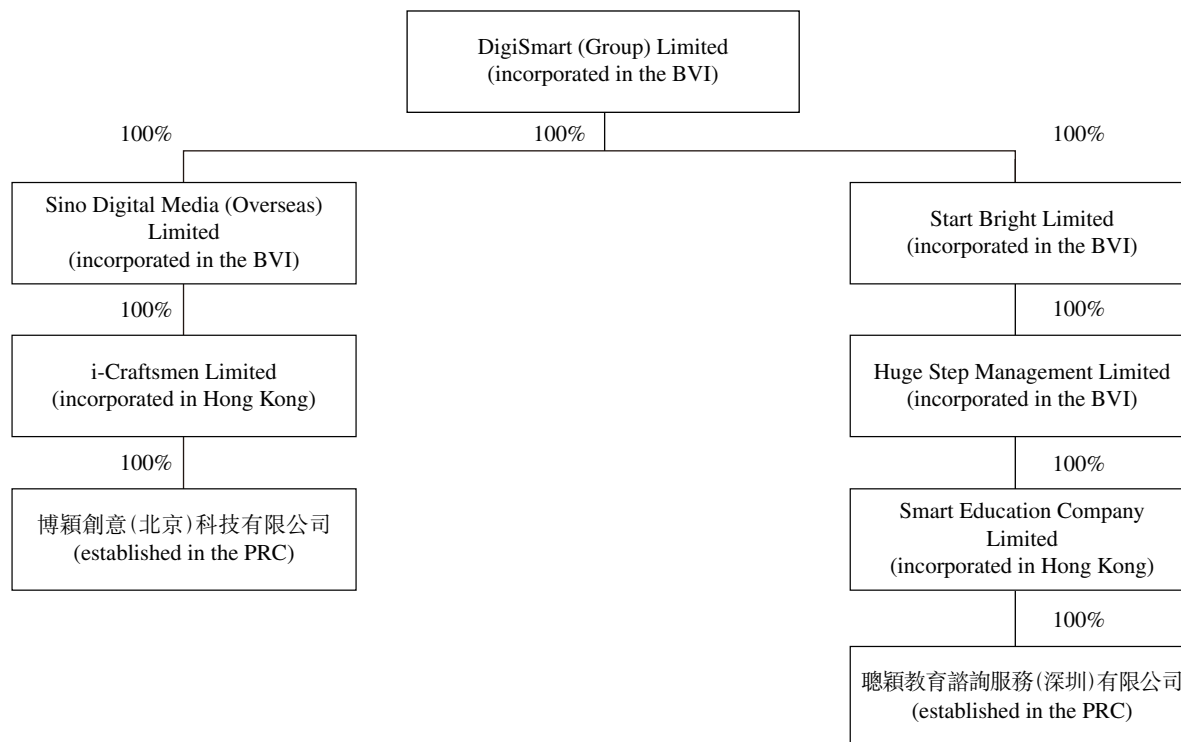 DigiSmart (Group) Limited
(incorporated in the BVI)
100%
100%
100%
Sino Digital Media (Overseas)
Limited
(incorporated in the BVI)
Start Bright Limited
(incorporated in the BVI)
100%
100%
i-Craftsmen Limited
(incorporated in Hong Kong)
Huge Step Management Limited
(incorporated in the BVI)
100%
100%
博穎創意(北京)科技有限公司
(established in the PRC)
Smart Education Company
Limited
(incorporated in Hong Kong)
100%
聰穎教育諮詢服務(深圳)有限公司
(established in the PRC)